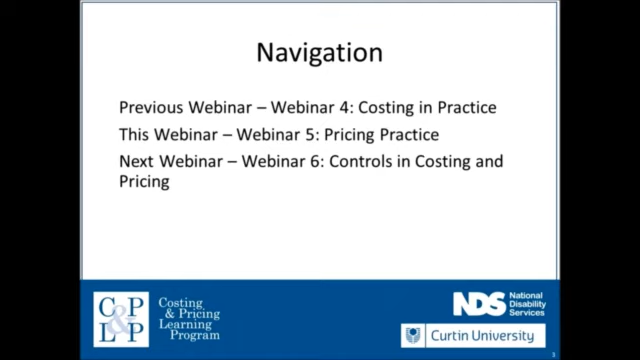 Navigation
Previous Webinar – Webinar 4: Costing in Practice
This Webinar – Webinar 5: Pricing Practice
Next Webinar – Webinar 6: Controls in Costing and
Pricing
C&P
L P
Costing
& Pricing
Learning
Program
NDS
National
Disability
Services
Curtin University
3